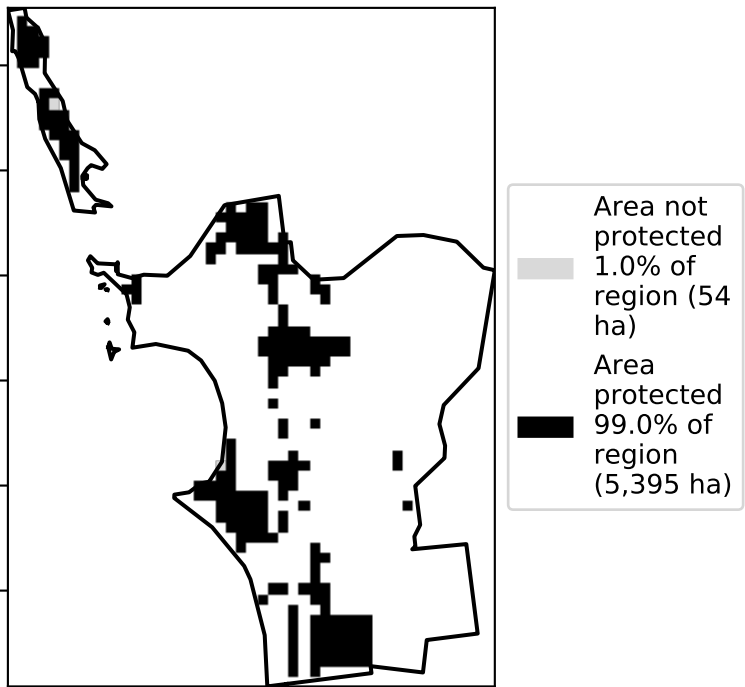 Area not
protected
1.0% of
region (54
ha)
Area
protected
99.0% of
region
(5,395 ha)